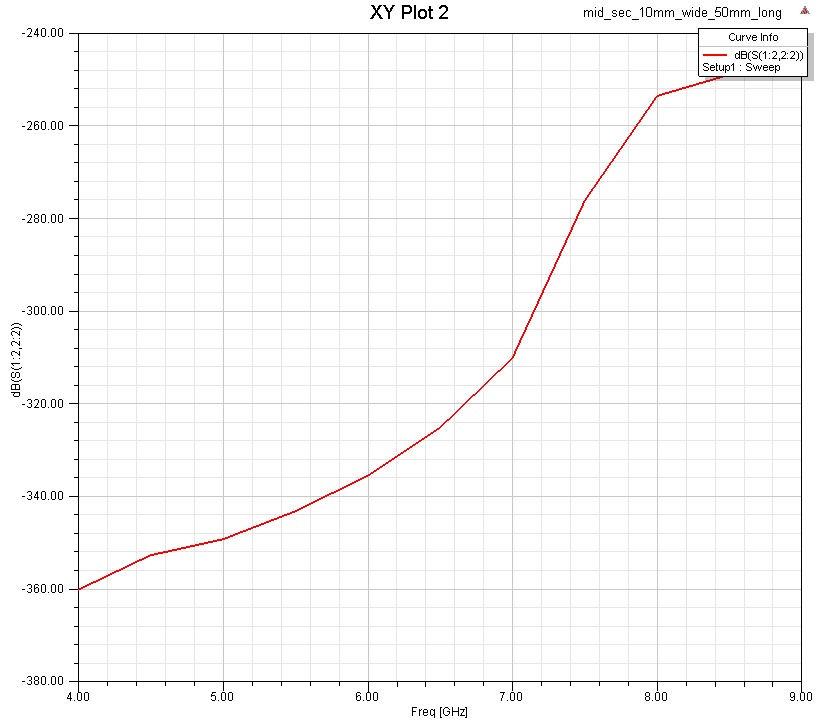 XY Plot 2
mid_sec_10mm_wide_50mm_long
Curve Info
dB(S(1:2,2:2))
Setup1 : Sweep
-240.00
-260.00
-280.00
-300.00
-320.00
-340.00
-360.00
-380.00
dB(S(1:2,2:2))
4.00 5.00 6.00 7.00 8.00 9.00
Freq [GHz]